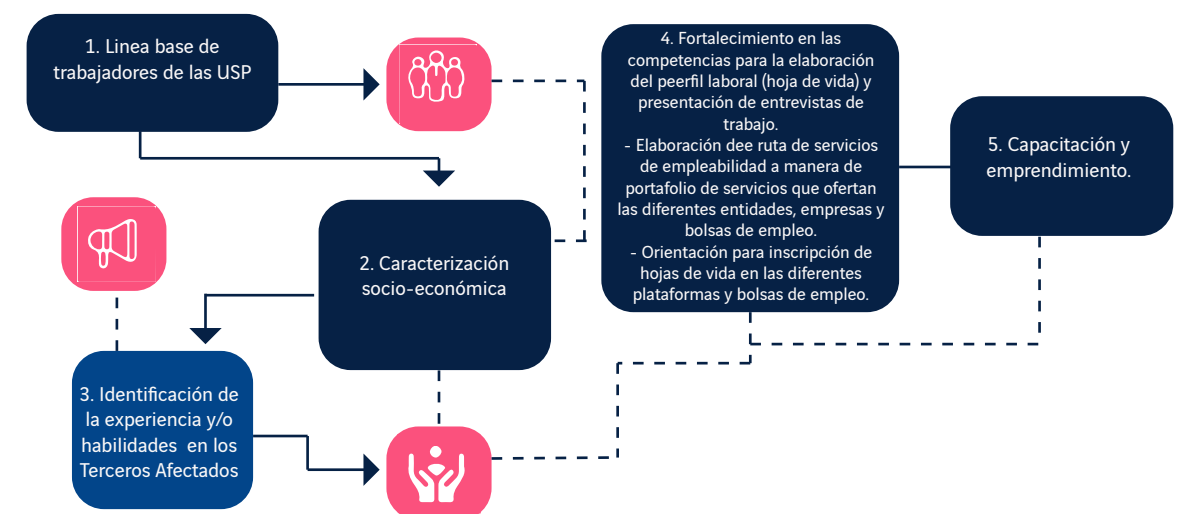 1. Linea base de
trabajadores de las USP
2. Caracterización
socio-económica
3. Identificación de
la experiencia y/o
habilidades en los
Terceros Afectados
4. Fortalecimiento en las
competencias para la elaboración
del peerfil laboral (hoja de vida) y
presentación de entrevistas de
trabajo.
- Elaboración dee ruta de servicios
de empleabilidad a manera de
portafolio de servicios que ofertan
las diferentes entidades, empresas y
bolsas de empleo.
- Orientación para inscripción de
hojas de vida en las diferentes
plataformas y bolsas de empleo.
5. Capacitación y
emprendimiento.